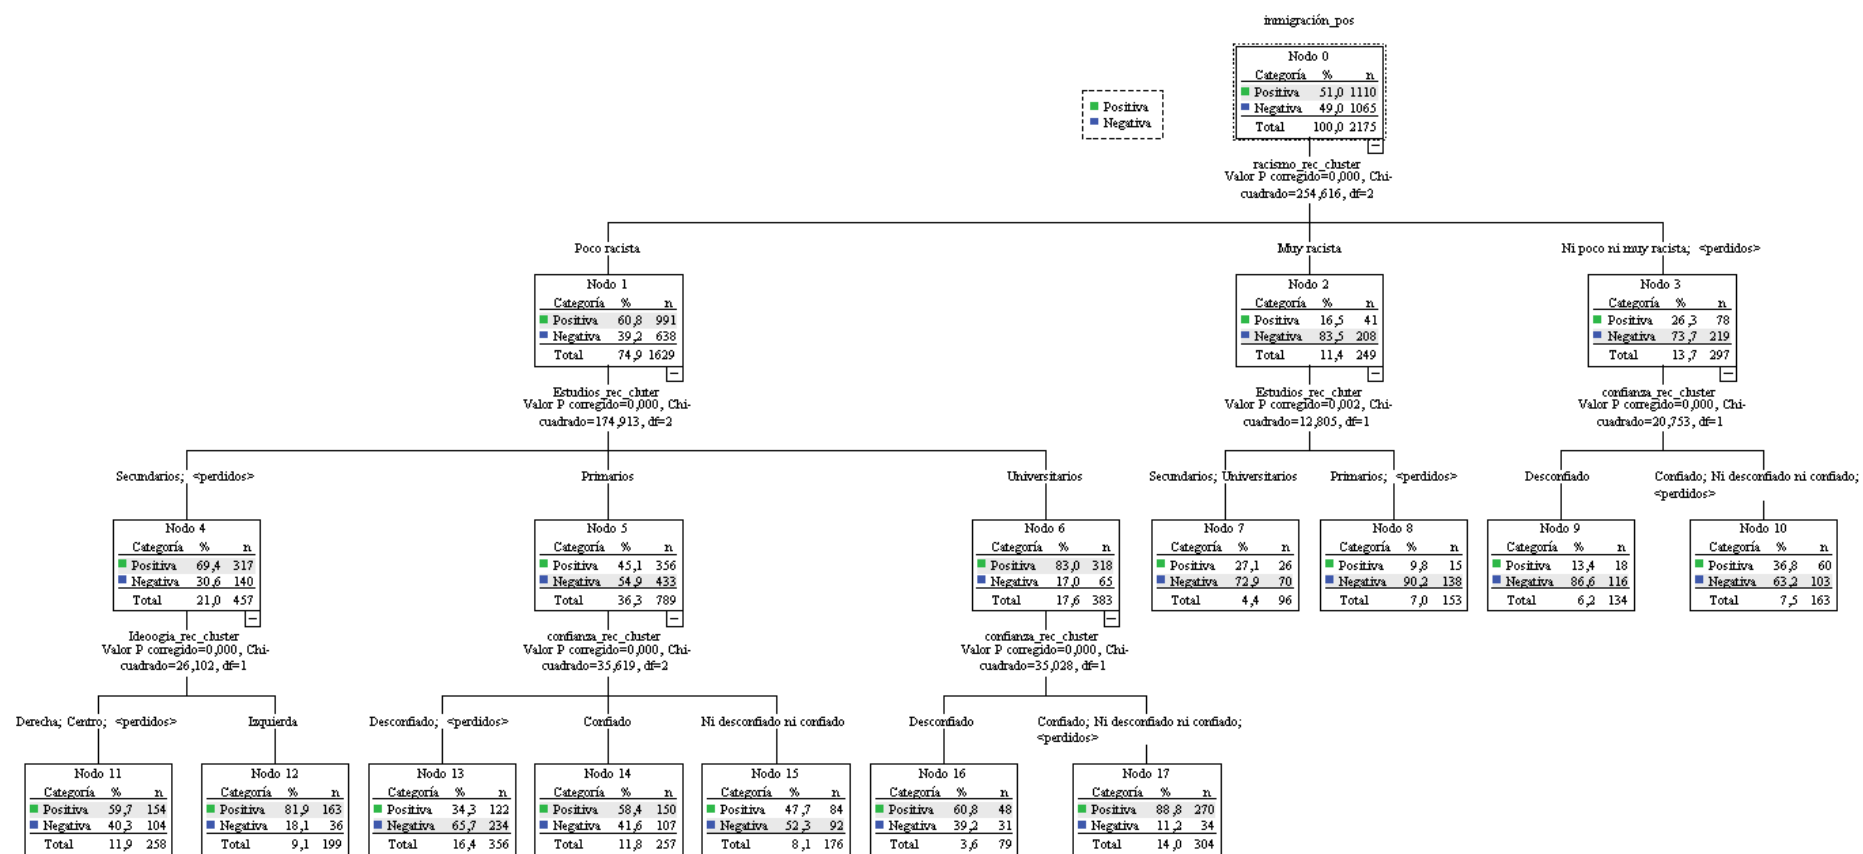 inmigración_pos
Nodo 0
Categoría % n
Positiva 51,0 1110
Negativa 49,0 1065
Total 100,0 2175
Positiva
Negativa
racismo_rec_cluster
Valor P corregido=0,000, Chi-
cuadrado=254,616, df=2
Poco racista
Muy racista
Ni poco ni muy racista; <perdidos>
Nodo 1
Categoría % n
Positiva 60,8 991
Negativa 39,2 638
Total 74,9 1629
Nodo 2
Categoría % n
Positiva 16,5 41
Negativa 83,5 208
Total 11,4 249
Nodo 3
Categoría % n
Positiva 26,3 78
Negativa 73,7 219
Total 13,7 297
Estudios_rec_cluter
Valor P corregido=0,000, Chi-
cuadrado=174,913, df=2
Estudios_rec_cluter
Valor P corregido=0,002, Chi-
cuadrado=12,805, df=1
confianza_rec_cluster
Valor P corregido=0,000, Chi-
cuadrado=20,753, df=1
Secundarios; <perdidos>
Primarios
Universitarios
Secundarios; Universitarios
Primarios; <perdidos>
Desconfiado
Confiado; Ni desconfiado ni confiado;
<perdidos>
Nodo 4
Categoría % n
Positiva 69,4 317
Negativa 30,6 140
Total 21,0 457
Nodo 5
Categoría % n
Positiva 45,1 356
Negativa 54,9 433
Total 36,3 789
Nodo 6
Categoría % n
Positiva 83,0 318
Negativa 17,0 65
Total 17,6 383
Nodo 7
Categoría % n
Positiva 27,1 26
Negativa 72,9 70
Total 4,4 96
Nodo 8
Categoría % n
Positiva 9,8 15
Negativa 90,2 138
Total 7,0 153
Nodo 9
Categoría % n
Positiva 13,4 18
Negativa 86,6 116
Total 6,2 134
Nodo 10
Categoría % n
Positiva 36,8 60
Negativa 63,2 103
Total 7,5 163
Ideoogía_rec_cluster
Valor P corregido=0,000, Chi-
cuadrado=26,102, df=1
confianza_rec_cluster
Valor P corregido=0,000, Chi-
cuadrado=35,619, df=2
confianza_rec_cluster
Valor P corregido=0,000, Chi-
cuadrado=35,028, df=1
Derecha; Centro; <perdidos>
Izquierda
Desconfiado; <perdidos>
Confiado
Ni desconfiado ni confiado
Desconfiado
Confiado; Ni desconfiado ni confiado;
<perdidos>
Nodo 11
Categoría % n
Positiva 59,7 154
Negativa 40,3 104
Total 11,9 258
Nodo 12
Categoría % n
Positiva 81,9 163
Negativa 18,1 36
Total 9,1 199
Nodo 13
Categoría % n
Positiva 34,3 122
Negativa 65,7 234
Total 16,4 356
Nodo 14
Categoría % n
Positiva 58,4 150
Negativa 41,6 107
Total 11,8 257
Nodo 15
Categoría % n
Positiva 47,7 84
Negativa 52,3 92
Total 8,1 176
Nodo 16
Categoría % n
Positiva 60,8 48
Negativa 39,2 31
Total 3,6 79
Nodo 17
Categoría % n
Positiva 88,8 270
Negativa 11,2 34
Total 14,0 304